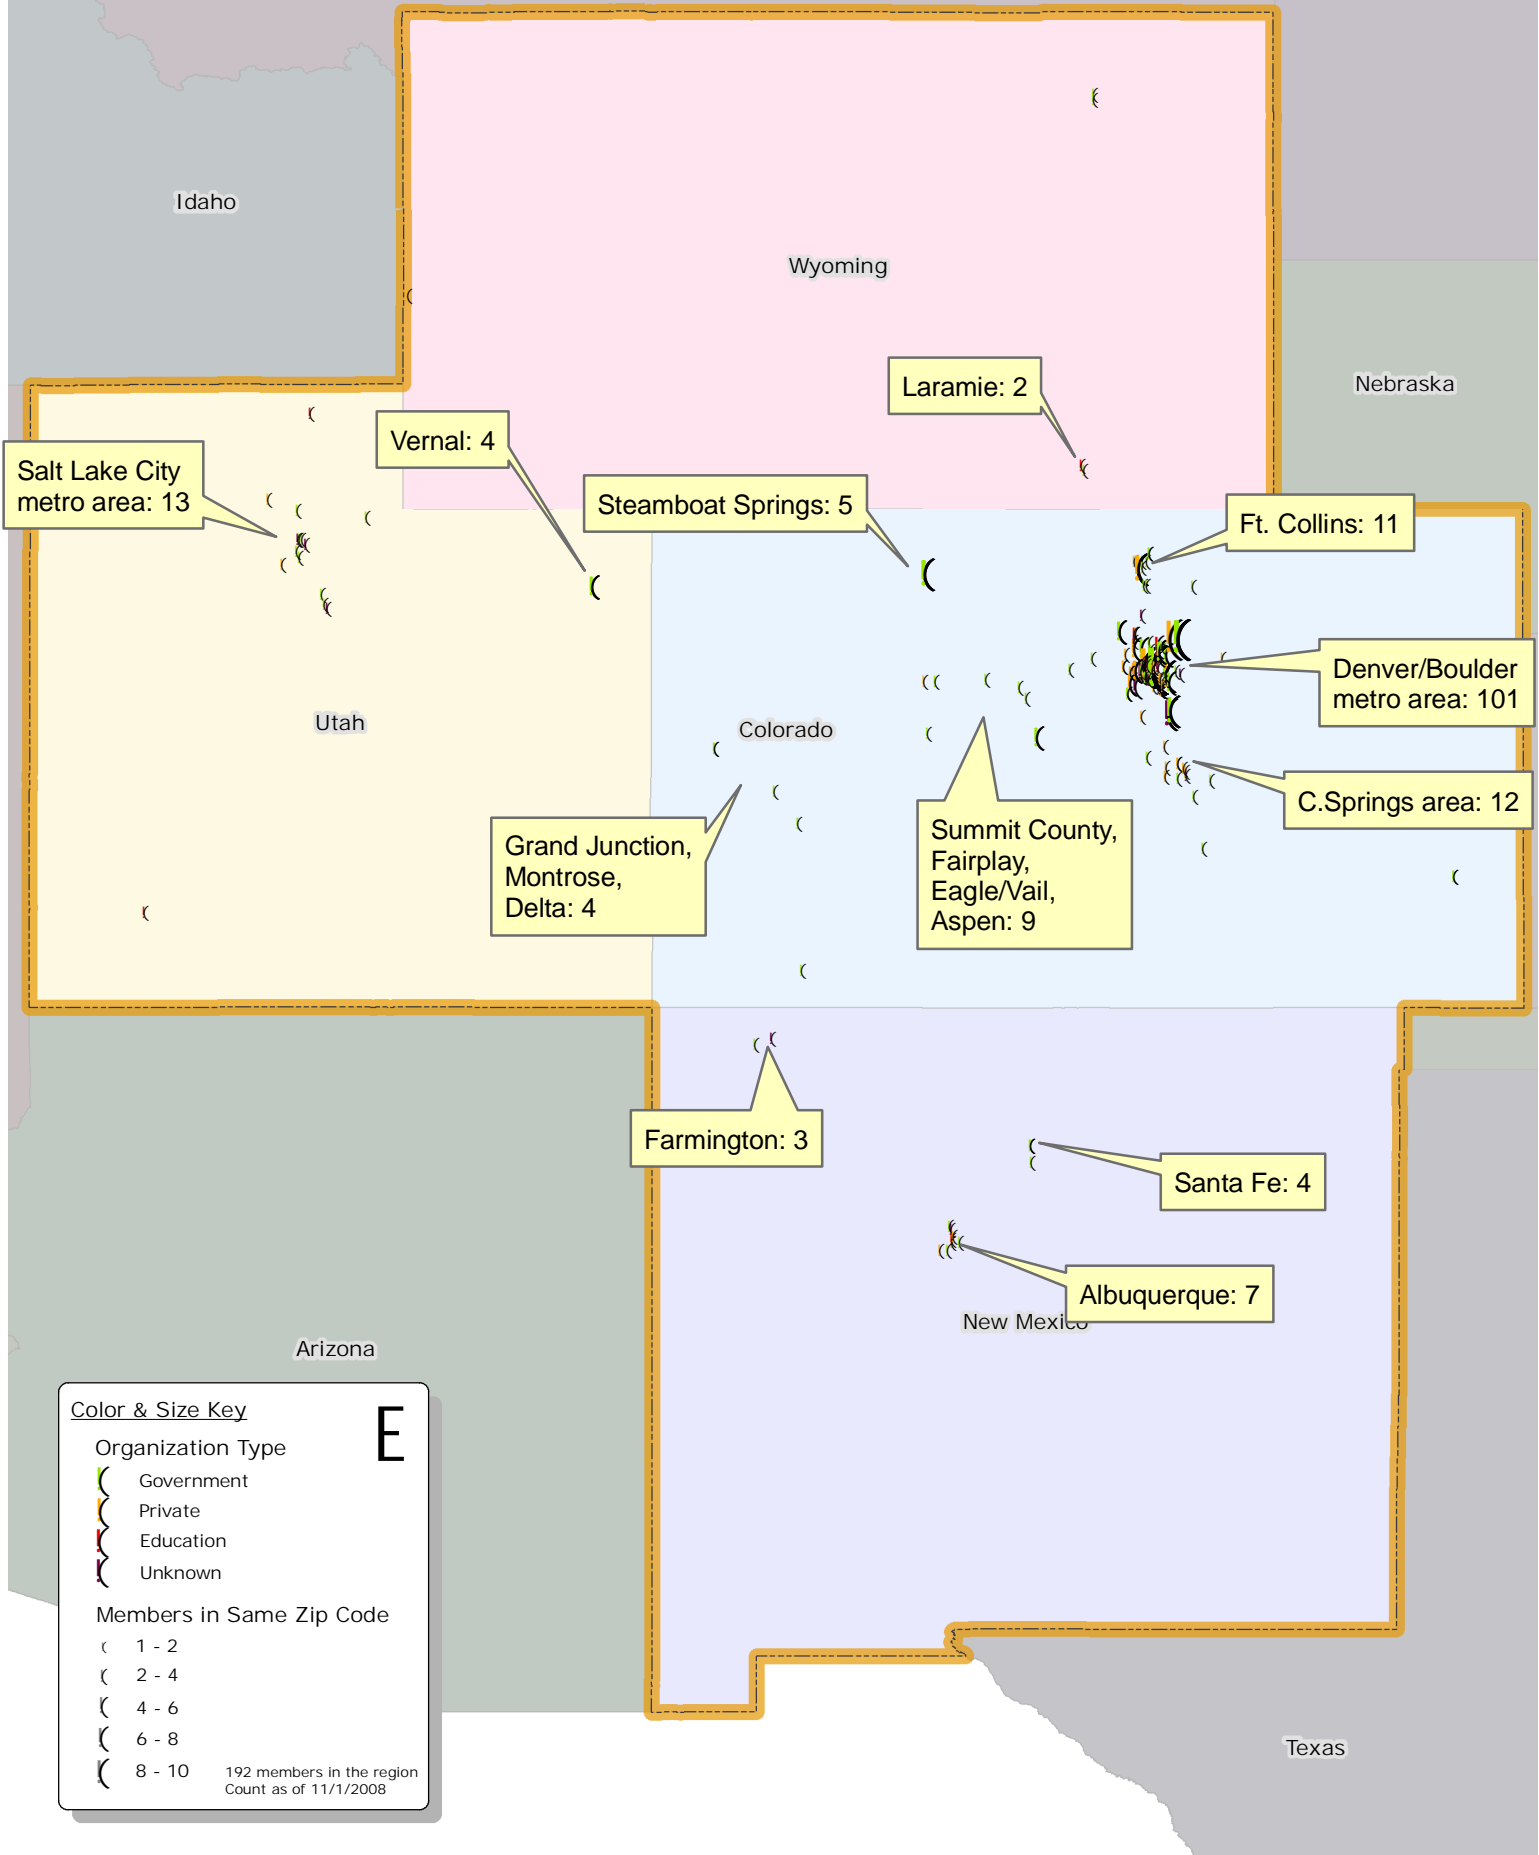 Idaho
Wyoming
Nebraska
Laramie: 2
Vernal: 4
Salt Lake City
metro area: 13
Steamboat Springs: 5
Ft. Collins: 11
Denver/Boulder
metro area: 101
Utah
Colorado
C.Springs area: 12
Grand Junction,
Montrose,
Delta: 4
Summit County,
Fairplay,
Eagle/Vail,
Aspen: 9
Farmington: 3
Santa Fe: 4
Albuquerque: 7
New Mexico
Arizona
Texas
Color & Size Key
E
Organization Type
Government
Private
Education
Unknown
Members in Same Zip Code
1 - 2
2 - 4
4 - 6
6 - 8
8 - 10
192 members in the region
Count as of 11/1/2008